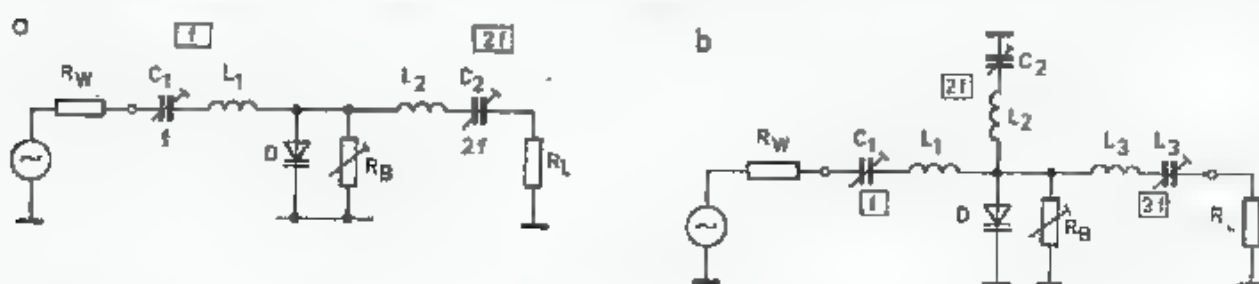 a
f
2f
R_W
C_1
L_1
L_2
C_2
f
2f
D
R_B
R_L
b
C_2
2f
L_2
R_W
C_1
L_1
L_3
L_3
f
3f
D
R_B
R